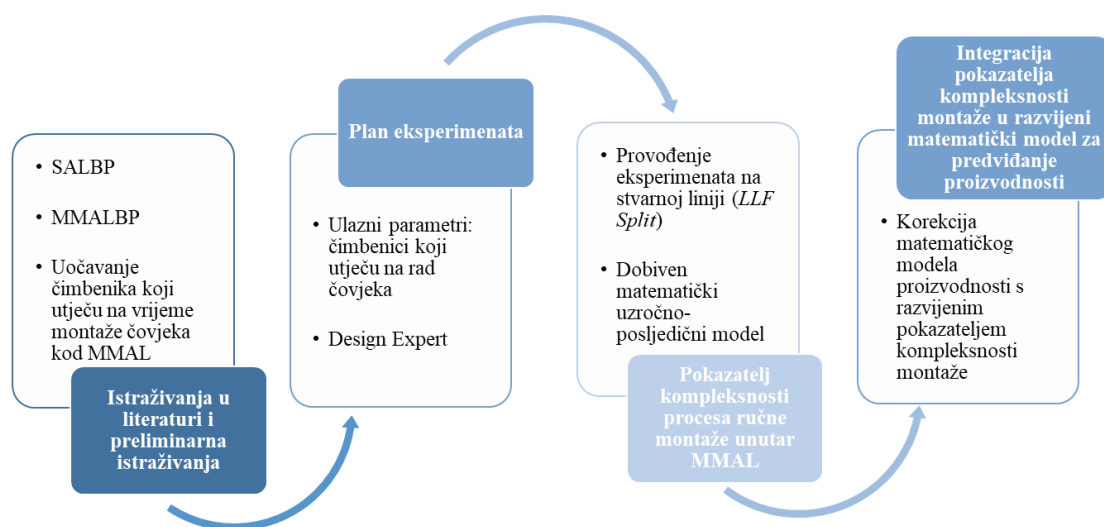 • SALBP
• MMALBP
• Uočavanje
čimbenika koji
utječu na vrijeme
montaže čovjeka
kod MMAL
Istraživanja u
literaturi i
preliminarna
istraživanja
Plan eksperimenata
• Ulazni parametri:
čimbenici koji
utječu na rad
čovjeka
• Design Expert
• Provođenje
eksperimenata na
stvarnoj liniji (LLF
Split)
• Dobiven
matematički
uzročno-
posljedični model
Pokazatelj
kompleksnosti
procesa ručne
montaže unutar
MMAL
Integracija
pokazatelja
kompleksnosti
montaže u razvijeni
matematički model za
predviđanje
proizvodnosti
• Korekcija
matematičkog
modela
proizvodnosti s
razvijenim
pokazateljem
kompleksnosti
montaže